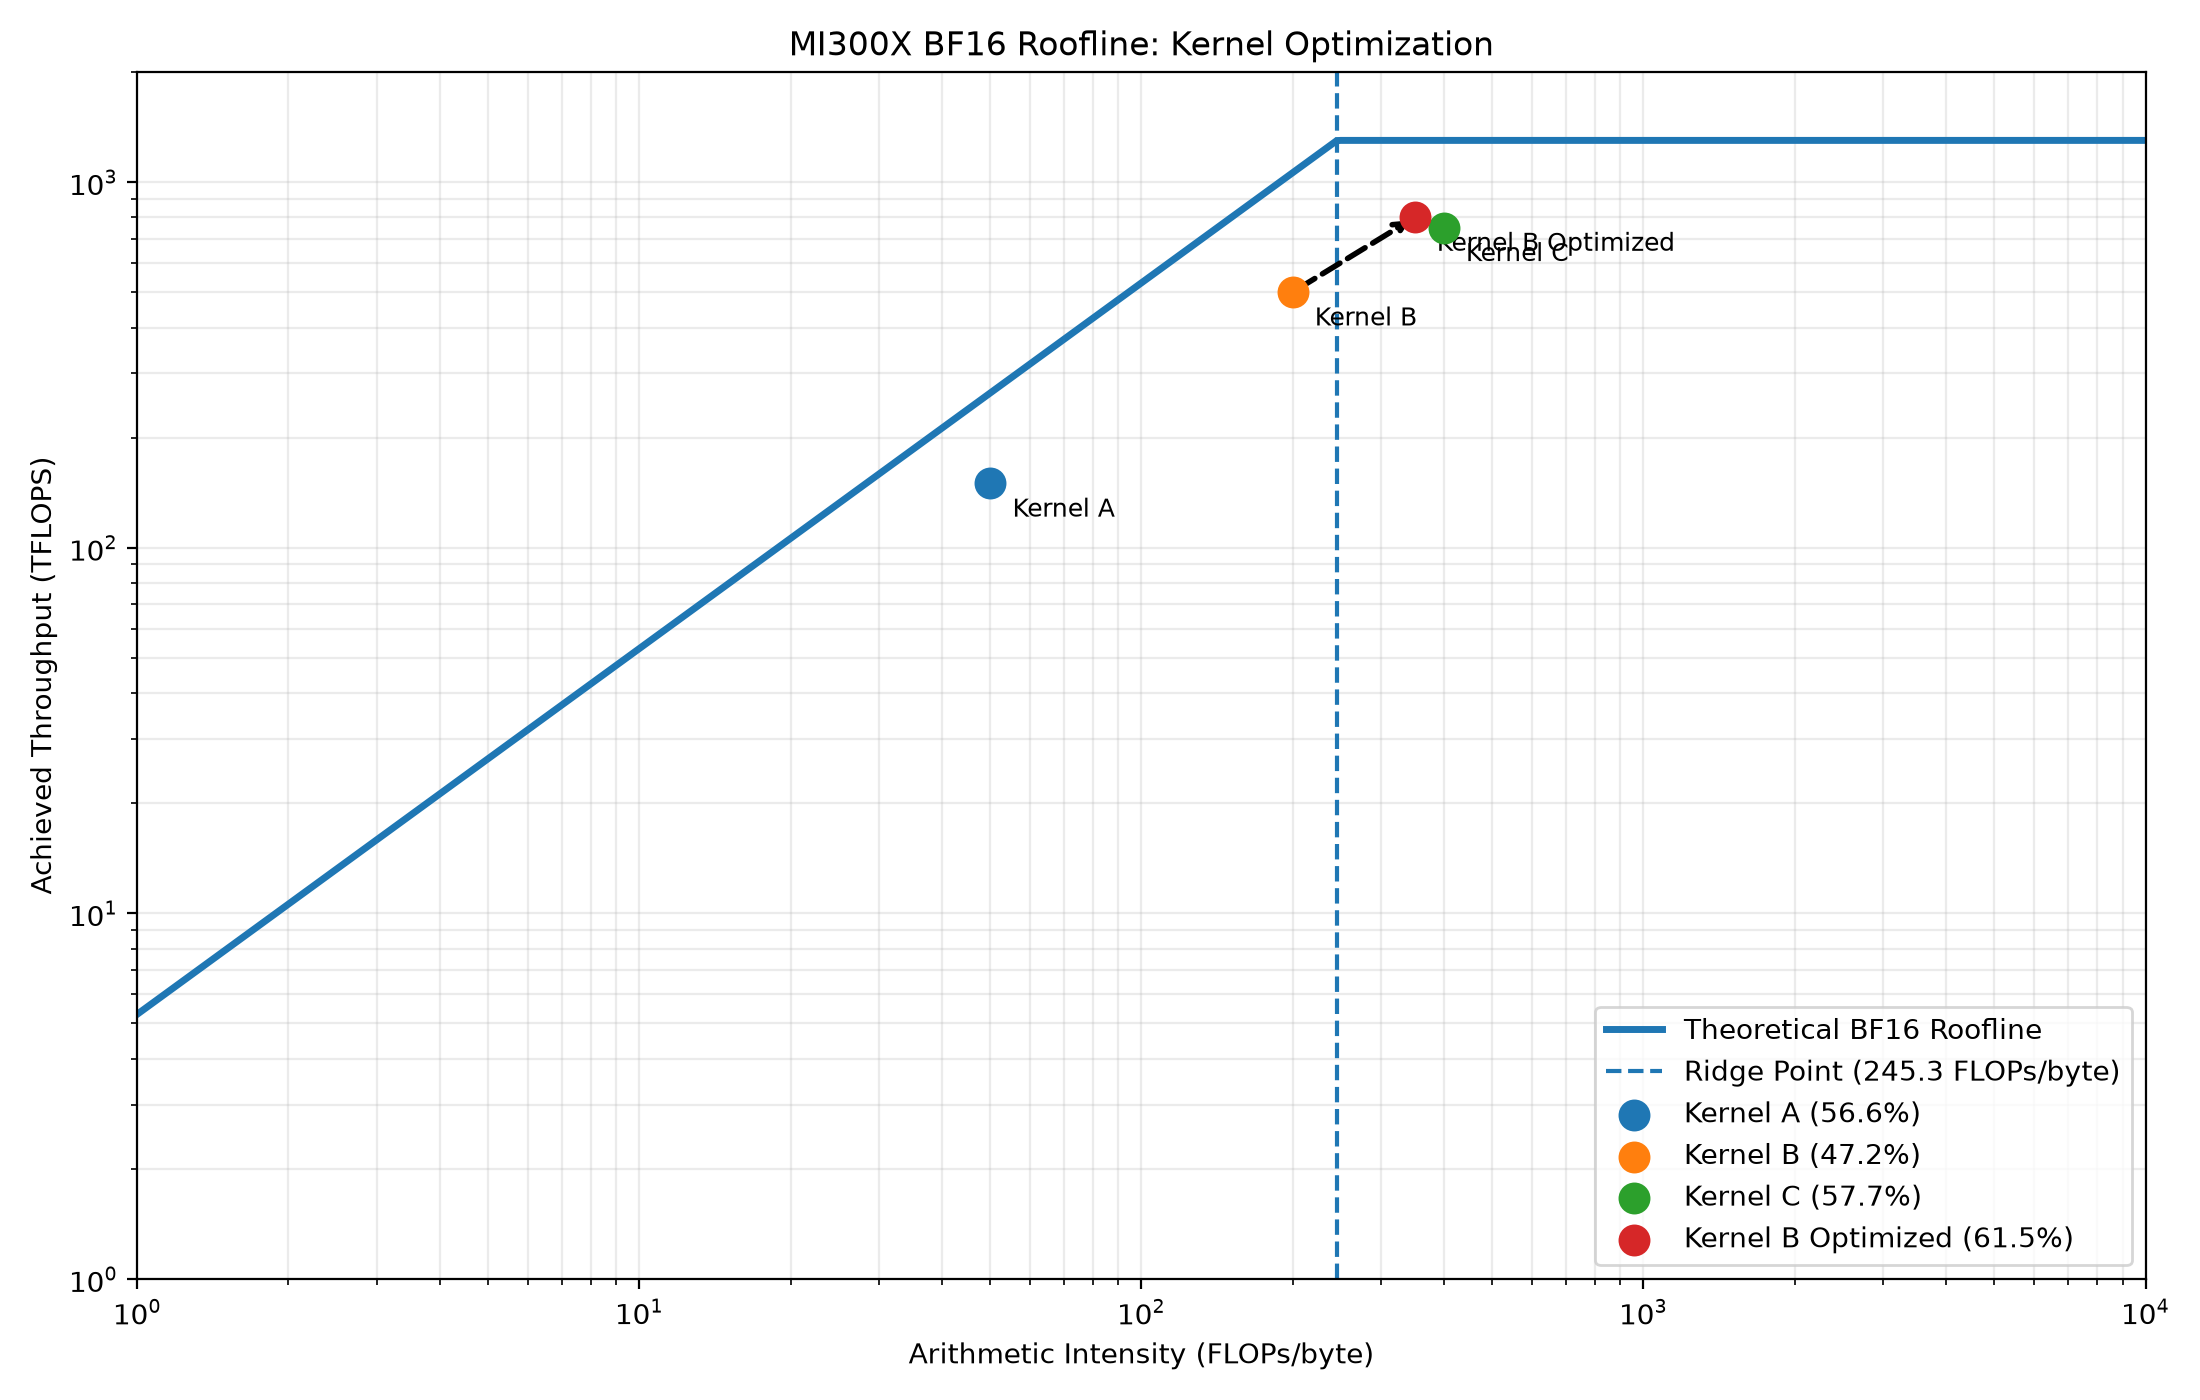 MI300X BF16 Roofline: Kernel Optimization
Achieved Throughput (TFLOPS)
10³
10²
10¹
10⁰
Kernel B Optimized
Kernel C
Kernel B
Kernel A
Theoretical BF16 Roofline
Ridge Point (245.3 FLOPs/byte)
Kernel A (56.6%)
Kernel B (47.2%)
Kernel C (57.7%)
Kernel B Optimized (61.5%)
10⁰ 10¹ 10² 10³ 10⁴
Arithmetic Intensity (FLOPs/byte)